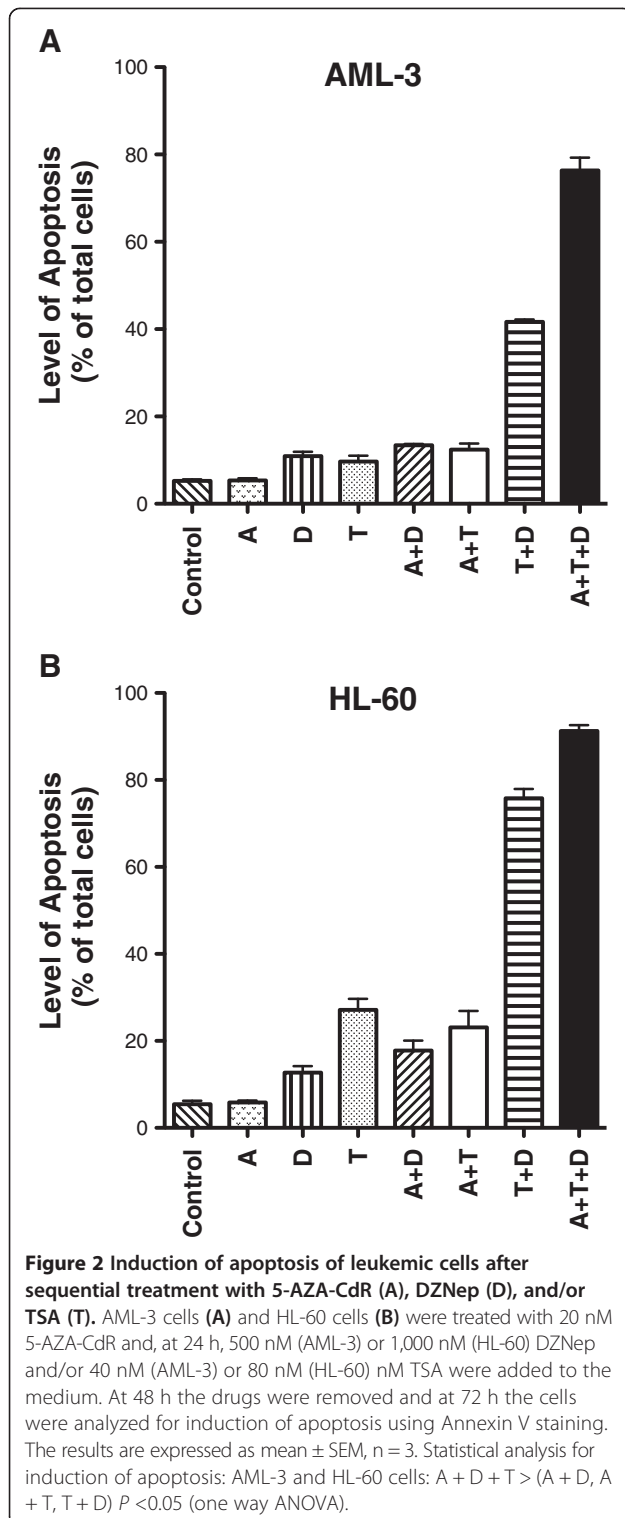 A
AML-3
Level of Apoptosis
(% of total cells)
100
80
60
40
20
0
Control
A
D
T
A+D
A+T
T+D
A+T+D
B
HL-60
Level of Apoptosis
(% of total cells)
100
80
60
40
20
0
Control
A
D
T
A+D
A+T
T+D
A+T+D
Figure 2 Induction of apoptosis of leukemic cells after
sequential treatment with 5-AZA-CdR (A), DZNep (D), and/or
TSA (T). AML-3 cells (A) and HL-60 cells (B) were treated with 20 nM
5-AZA-CdR and, at 24 h, 500 nM (AML-3) or 1,000 nM (HL-60) DZNep
and/or 40 nM (AML-3) or 80 nM (HL-60) nM TSA were added to the
medium. At 48 h the drugs were removed and at 72 h the cells
were analyzed for induction of apoptosis using Annexin V staining.
The results are expressed as mean ± SEM, n = 3. Statistical analysis for
induction of apoptosis: AML-3 and HL-60 cells: A + D + T > (A + D, A
+ T, T + D) P <0.05 (one way ANOVA).